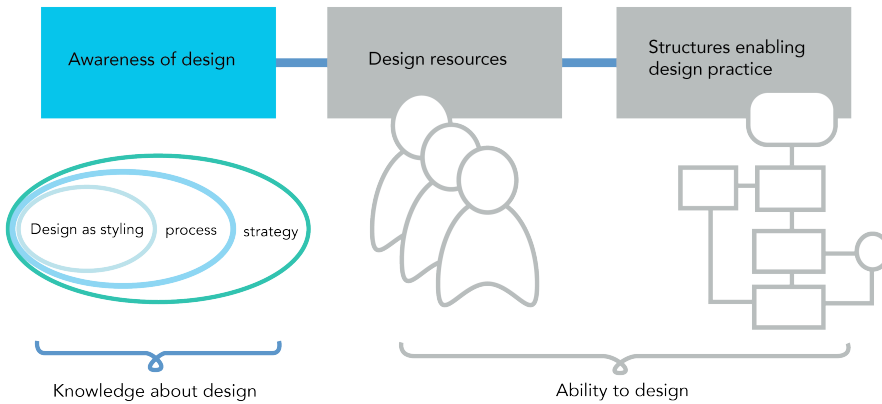 Awareness of design
Design resources
Structures enabling
design practice
Design as styling
process
strategy
Knowledge about design
Ability to design